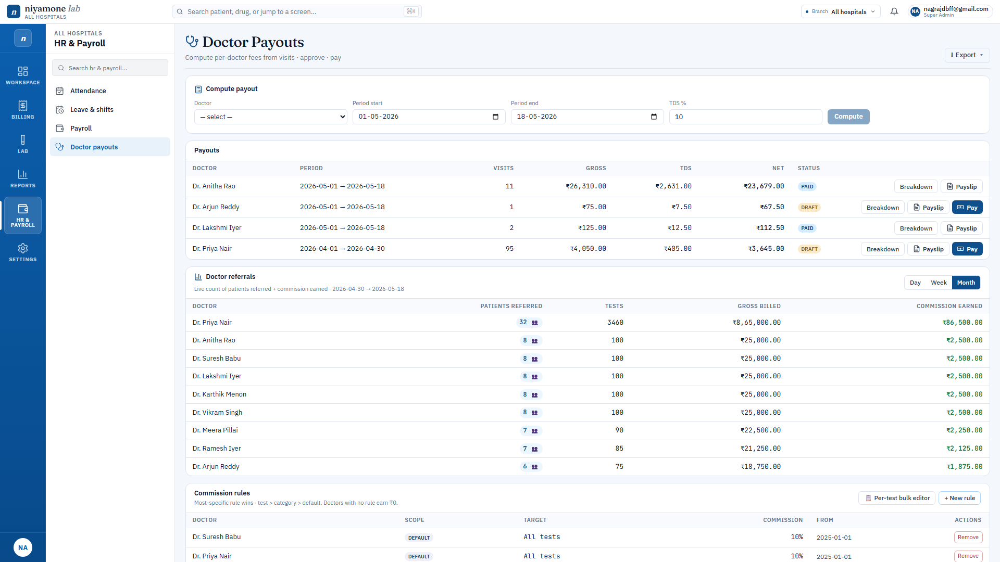 n niyamone lab
ALL HOSPITALS
Search patient, drug, or jump to a screen...
⌘K
Branch All hospitals
NA nagrajdbff@gmail.com
Super Admin
n
WORKSPACE
BILLING
LAB
REPORTS
HR &
PAYROLL
SETTINGS
NA
ALL HOSPITALS
HR & Payroll
Search hr & payroll...
Attendance
Leave & shifts
Payroll
Doctor payouts
Doctor Payouts
Compute per-doctor fees from visits · approve · pay
⬇ Export
Compute payout
Doctor Period start Period end TDS %
— select — 01-05-2026 18-05-2026 10 Compute
Payouts
DOCTOR PERIOD VISITS GROSS TDS NET STATUS
Dr. Anitha Rao 2026-05-01 → 2026-05-18 11 ₹26,310.00 ₹2,631.00 ₹23,679.00 PAID Breakdown Payslip
Dr. Arjun Reddy 2026-05-01 → 2026-05-18 1 ₹75.00 ₹7.50 ₹67.50 DRAFT Breakdown Payslip Pay
Dr. Lakshmi Iyer 2026-05-01 → 2026-05-18 2 ₹125.00 ₹12.50 ₹112.50 PAID Breakdown Payslip
Dr. Priya Nair 2026-04-01 → 2026-04-30 95 ₹4,050.00 ₹405.00 ₹3,645.00 DRAFT Breakdown Payslip Pay
Doctor referrals
Live count of patients referred + commission earned · 2026-04-30 → 2026-05-18
Day Week Month
DOCTOR PATIENTS REFERRED TESTS GROSS BILLED COMMISSION EARNED
Dr. Priya Nair 32 3460 ₹8,65,000.00 ₹86,500.00
Dr. Anitha Rao 8 100 ₹25,000.00 ₹2,500.00
Dr. Suresh Babu 8 100 ₹25,000.00 ₹2,500.00
Dr. Lakshmi Iyer 8 100 ₹25,000.00 ₹2,500.00
Dr. Karthik Menon 8 100 ₹25,000.00 ₹2,500.00
Dr. Vikram Singh 8 100 ₹25,000.00 ₹2,500.00
Dr. Meera Pillai 7 90 ₹22,500.00 ₹2,250.00
Dr. Ramesh Iyer 7 85 ₹21,250.00 ₹2,125.00
Dr. Arjun Reddy 6 75 ₹18,750.00 ₹1,875.00
Commission rules
Most-specific rule wins · test > category > default. Doctors with no rule earn ₹0.
Per-test bulk editor + New rule
DOCTOR SCOPE TARGET COMMISSION FROM ACTIONS
Dr. Suresh Babu DEFAULT All tests 10% 2025-01-01 Remove
Dr. Priya Nair DEFAULT All tests 10% 2025-01-01 Remove